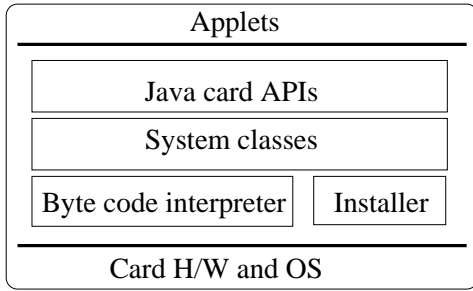 Applets
Java card APIs
System classes
Byte code interpreter Installer
Card H/W and OS